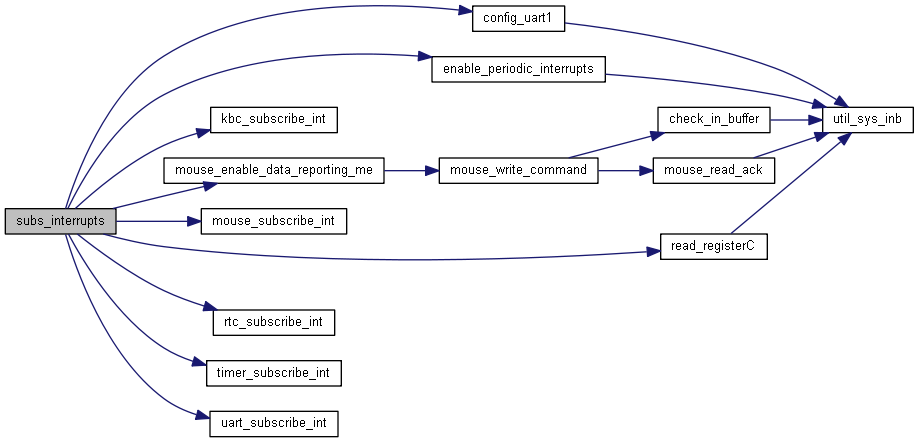 config_uart1
enable_periodic_interrupts
kbc_subscribe_int
check_in_buffer
util_sys_inb
mouse_enable_data_reporting_me
mouse_write_command
mouse_read_ack
subs_interrupts
mouse_subscribe_int
read_registerC
rtc_subscribe_int
timer_subscribe_int
uart_subscribe_int